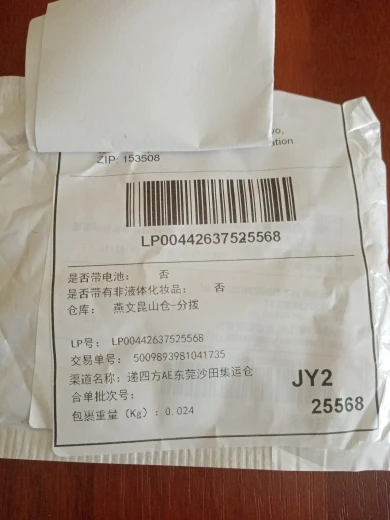 vo,
ation
ZIP: 153508
LP00442637525568
是否带电池: 否
是否带有非液体化妆品: 否
仓库: 燕文昆山仓-分拨
LP号: LP00442637525568
交易单号: 5009893981041735
渠道名称: 递四方AE东莞沙田集运仓
合单批次号:
包裹重量(Kg): 0.024
JY2
25568